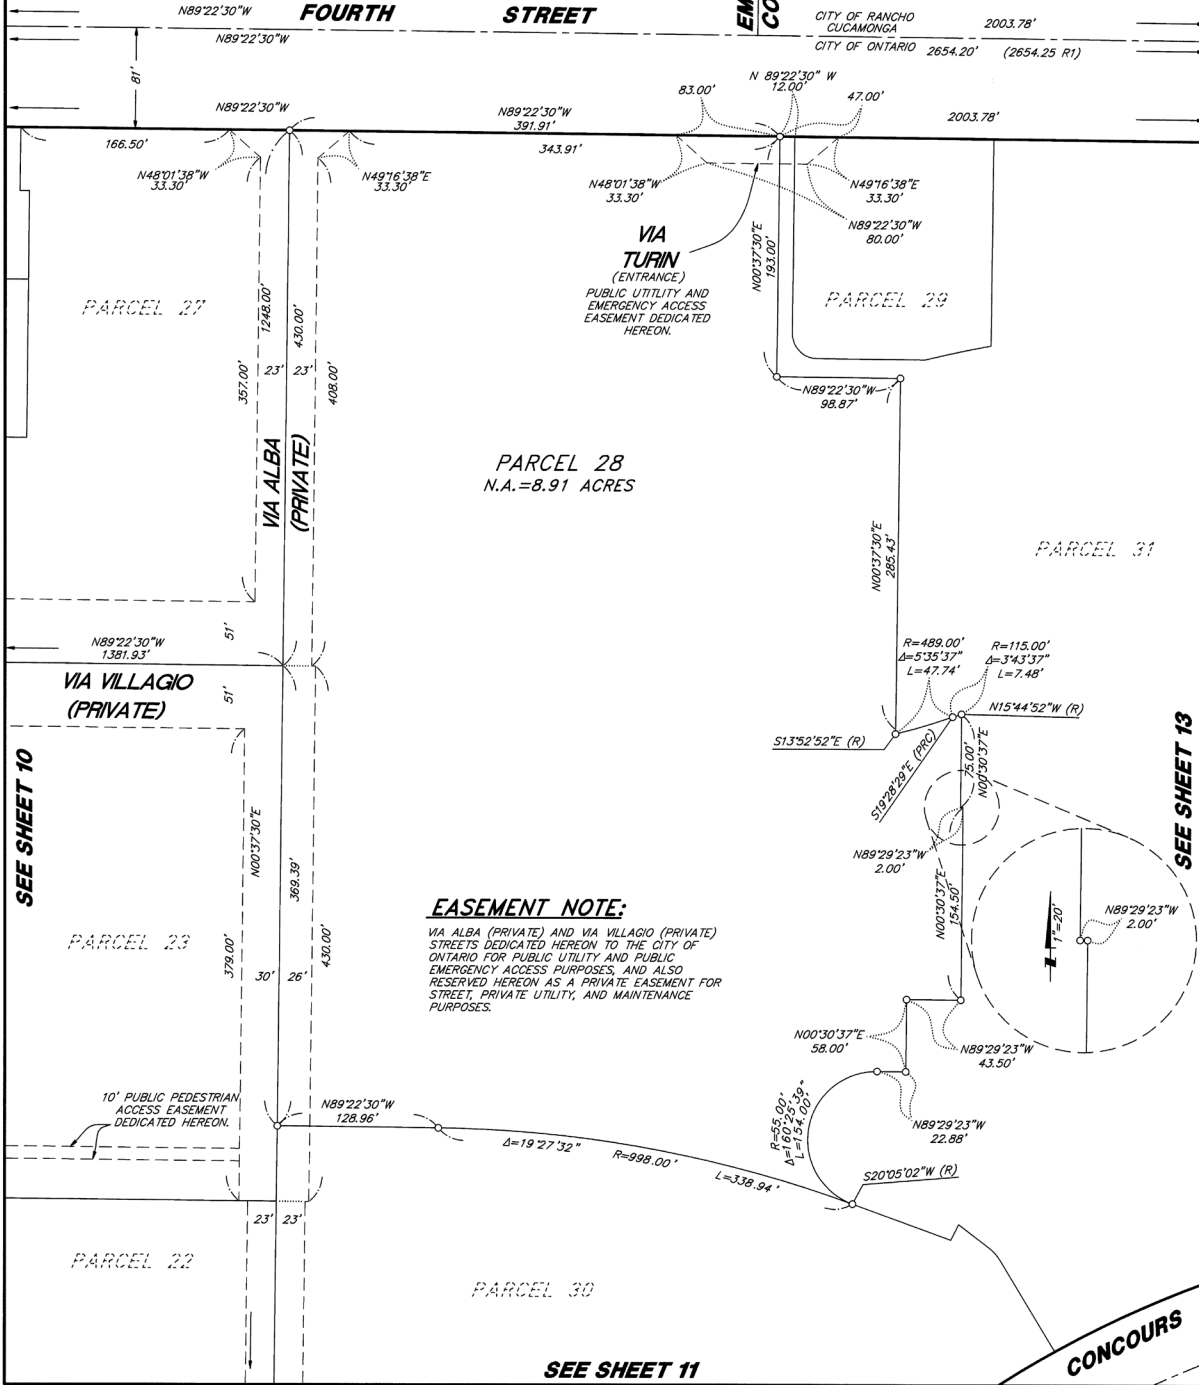 N89°22'30"W
FOURTH STREET
EM
CO
CITY OF RANCHO
CUCAMONGA
2003.78'
N89°22'30"W
CITY OF ONTARIO 2654.20' (2654.25 R1)
81'
N89°22'30"W
N89°22'30"W
391.91'
83.00'
N 89°22'30" W
12.00'
47.00'
2003.78'
166.50'
343.91'
N48°01'38"W
33.30'
N49°16'38"E
33.30'
N48°01'38"W
33.30'
N49°16'38"E
33.30'
N89°22'30"W
80.00'
VIA
TURIN
(ENTRANCE)
PUBLIC UTITLITY AND
EMERGENCY ACCESS
EASEMENT DEDICATED
HEREON.
N00°37'30"E
193.00'
PARCEL 27
1248.00'
430.00'
PARCEL 29
357.00'
23'
23'
408.00'
N89°22'30"W
98.87'
VIA ALBA
(PRIVATE)
PARCEL 28
N.A.=8.91 ACRES
N00°37'30"E
285.43'
PARCEL 31
51'
N89°22'30"W
1381.93'
R=489.00'
Δ=5°35'37"
L=47.74'
R=115.00'
Δ=3°43'37"
L=7.48'
VIA VILLAGIO
(PRIVATE)
51'
N15°44'52"W (R)
S13°52'52"E (R)
S19°28'29"E (PRC)
75.00'
N00°30'37"E
SEE SHEET 10
SEE SHEET 13
N00°37'30"E
369.39'
N89°29'23"W
2.00'
N00°30'37"E
154.50'
1"=20'
N89°29'23"W
2.00'
EASEMENT NOTE:
VIA ALBA (PRIVATE) AND VIA VILLAGIO (PRIVATE)
STREETS DEDICATED HEREON TO THE CITY OF
ONTARIO FOR PUBLIC UTILITY AND PUBLIC
EMERGENCY ACCESS PURPOSES, AND ALSO
RESERVED HEREON AS A PRIVATE EASEMENT FOR
STREET, PRIVATE UTILITY, AND MAINTENANCE
PURPOSES.
PARCEL 23
379.00'
30'
26'
430.00'
N00°30'37"E
58.00'
N89°29'23"W
43.50'
10' PUBLIC PEDESTRIAN
ACCESS EASEMENT
DEDICATED HEREON.
N89°22'30"W
128.96'
Δ=19°27'32"
R=998.00'
L=338.94'
R=55.00'
Δ=160°25'39"
L=154.00'
N89°29'23"W
22.88'
S20°05'02"W (R)
23'
23'
PARCEL 22
PARCEL 30
SEE SHEET 11
CONCOURS